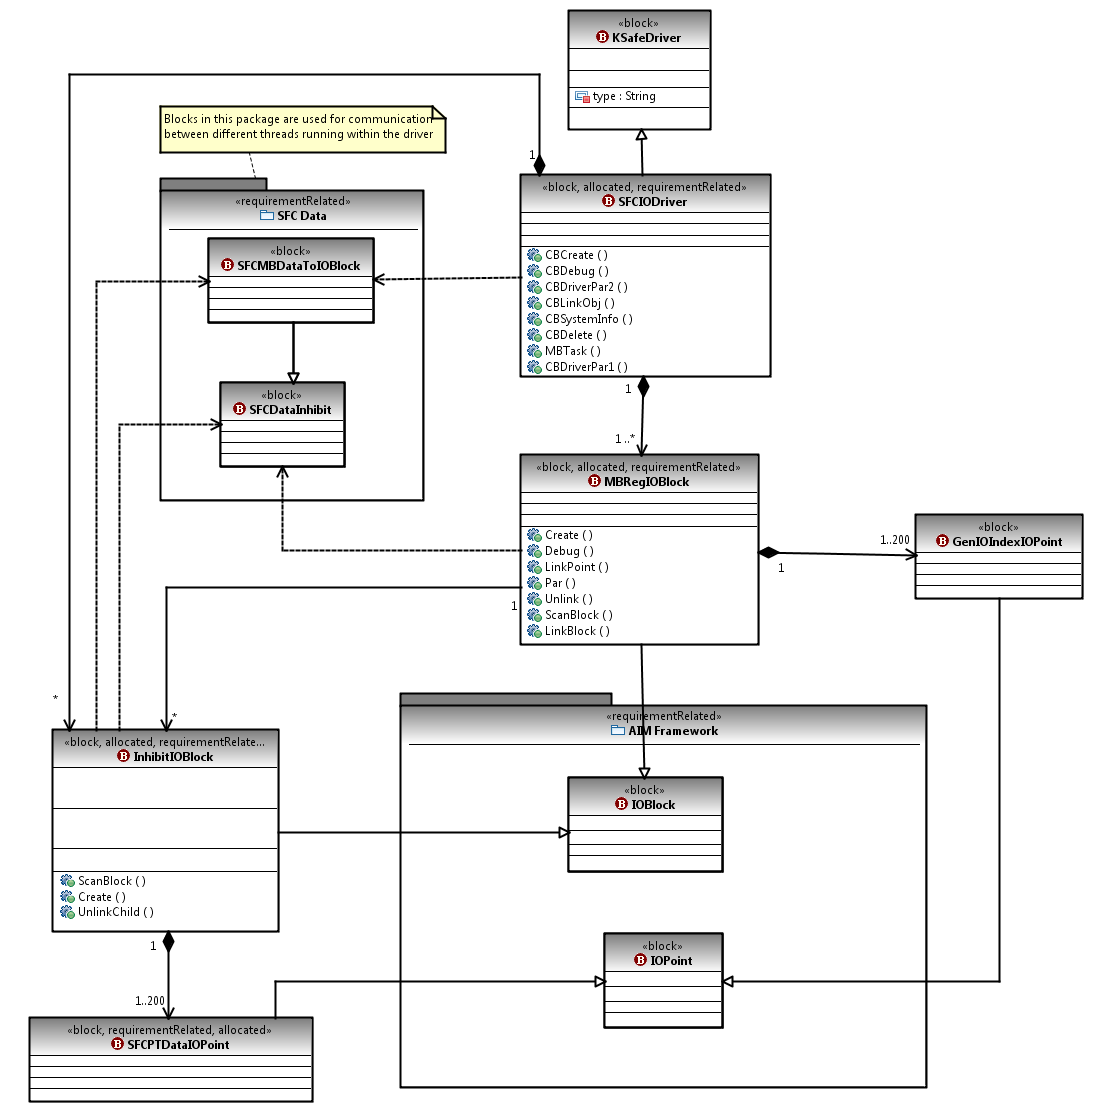 «block»
B KSafeDriver
type : String
Blocks in this package are used for communication
between different threads running within the driver
1
«block, allocated, requirementRelated»
B SFCIODriver
CBCreate ( )
CBDebug ( )
CBDriverPar2 ( )
CBLinkObj ( )
CBSystemInfo ( )
CBDelete ( )
MBTask ( )
CBDriverPar1 ( )
«requirementRelated»
SFC Data
«block»
B SFCMBDataToIOBlock
«block»
B SFCDataInhibit
1
1..*
«block, allocated, requirementRelated»
B MBRegIOBlock
Create ( )
Debug ( )
LinkPoint ( )
Par ( )
Unlink ( )
ScanBlock ( )
LinkBlock ( )
1..200
1
«block»
B GenIOIndexIOPoint
1
*
*
«block, allocated, requirementRelate...
B InhibitIOBlock
ScanBlock ( )
Create ( )
UnlinkChild ( )
«requirementRelated»
AIM Framework
«block»
B IOBlock
«block»
B IOPoint
1
1..200
«block, requirementRelated, allocated»
B SFCPTDataIOPoint